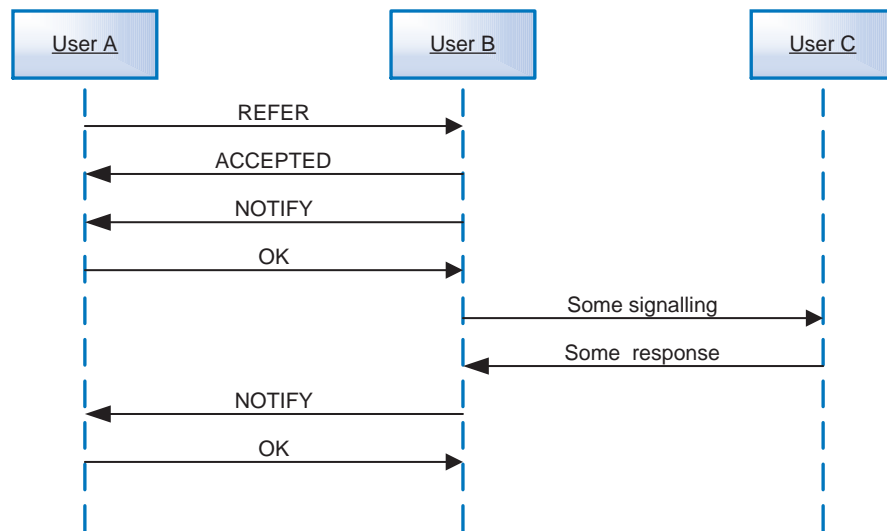 User A
User B
User C
REFER
ACCEPTED
NOTIFY
OK
Some signalling
Some response
NOTIFY
OK